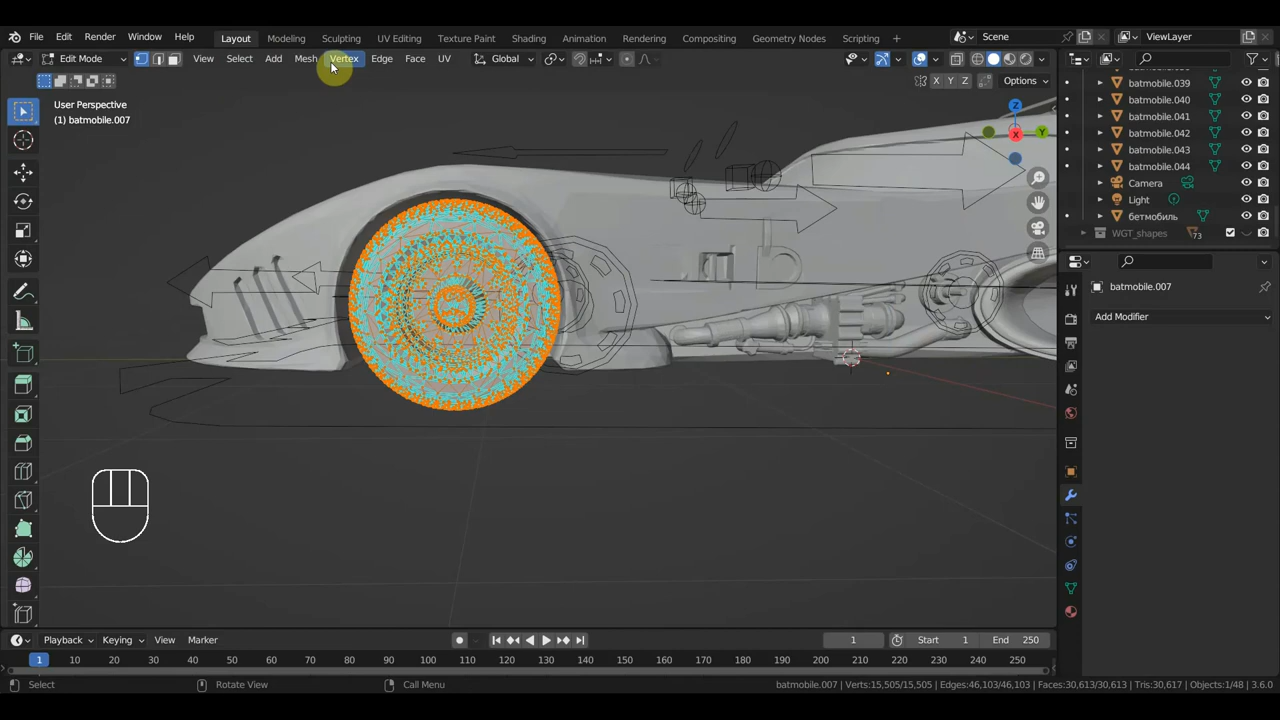 File Edit Render Window Help Layout Modeling Sculpting UV Editing Texture Paint Shading Animation Rendering Compositing Geometry Nodes Scripting + Scene ViewLayer
Edit Mode View Select Add Mesh Vertex Edge Face UV Global
X Y Z Options
User Perspective
(1) batmobile.007
batmobile.039
batmobile.040
batmobile.041
batmobile.042
batmobile.043
batmobile.044
Camera
Light
бетмобиль
WGT_shapes 73
Z
X
Y
batmobile.007
Add Modifier
Playback Keying View Marker 1 Start 1 End 250
1 10 20 30 40 50 60 70 80 90 100 110 120 130 140 150 160 170 180 190 200 210 220 230 240 250
Select Rotate View Call Menu batmobile.007 | Verts:15,505/15,505 | Edges:46,103/46,103 | Faces:30,613/30,613 | Tris:30,617 | Objects:1/48 | 3.6.0